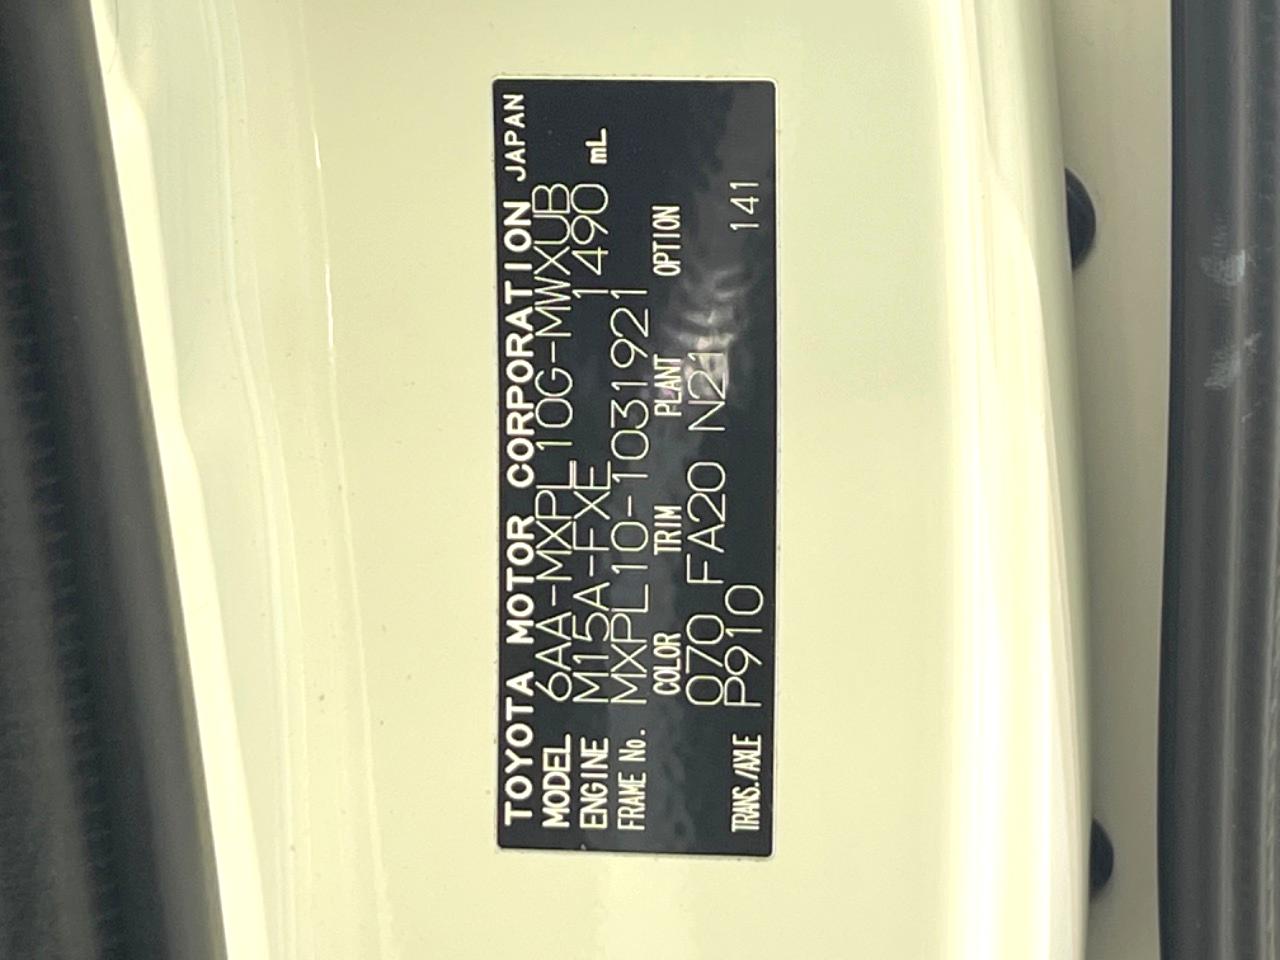 TOYOTA MOTOR CORPORATION JAPAN
MODEL 6AA-MXPL10G-MWXUB
ENGINE M15A-FXE 1490 mL
FRAME No. MXPL10-1031921
COLOR TRIM PLANT OPTION
070 FA20 N21
TRANS./AXLE P910 141